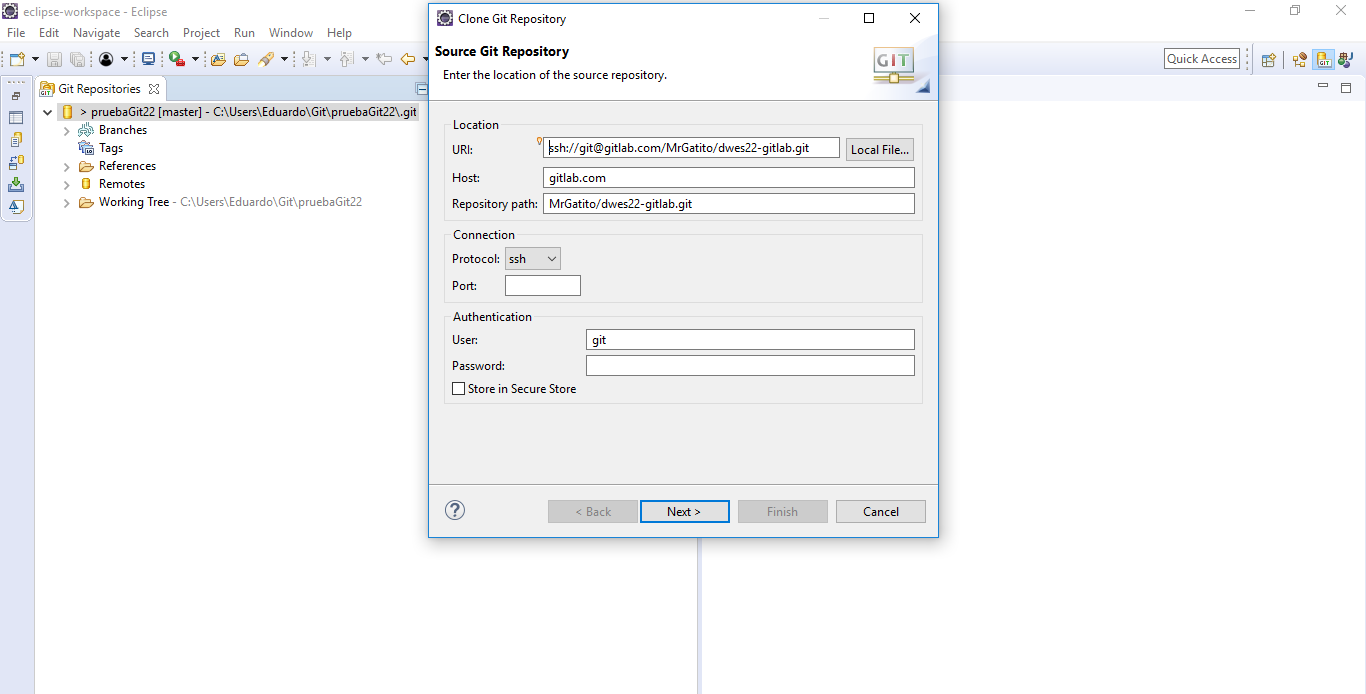 eclipse-workspace - Eclipse
File Edit Navigate Search Project Run Window Help
Quick Access
GIT
Git Repositories
GIT
> pruebaGit22 [master] - C:\Users\Eduardo\Git\pruebaGit22\.git
Branches
Tags
References
Remotes
Working Tree - C:\Users\Eduardo\Git\pruebaGit22
Clone Git Repository
Source Git Repository
Enter the location of the source repository.
GIT
Location
URI: ssh://git@gitlab.com/MrGatito/dwes22-gitlab.git Local File...
Host: gitlab.com
Repository path: MrGatito/dwes22-gitlab.git
Connection
Protocol: ssh
Port:
Authentication
User: git
Password:
Store in Secure Store
? < Back Next > Finish Cancel